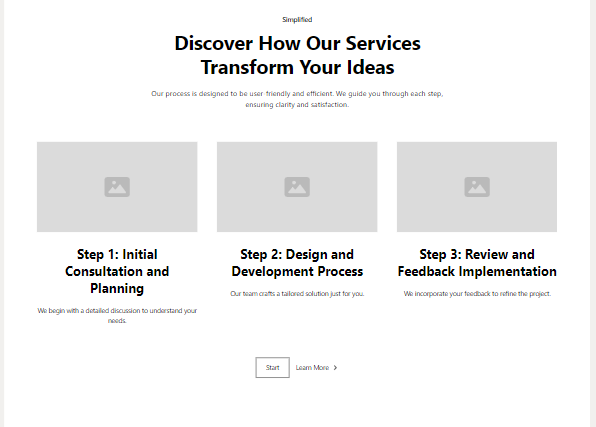 Simplified
Discover How Our Services
Transform Your Ideas
Our process is designed to be user friendly and efficient. We guide you through each step,
ensuring clarity and satisfaction.
Step 1: Initial
Consultation and
Planning
We begin with a detailed discussion to understand your
needs.
Step 2: Design and
Development Process
Our team crafts a tailored solution just for you.
Step 3: Review and
Feedback Implementation
We incorporate your feedback to refine the project.
Start
Learn More